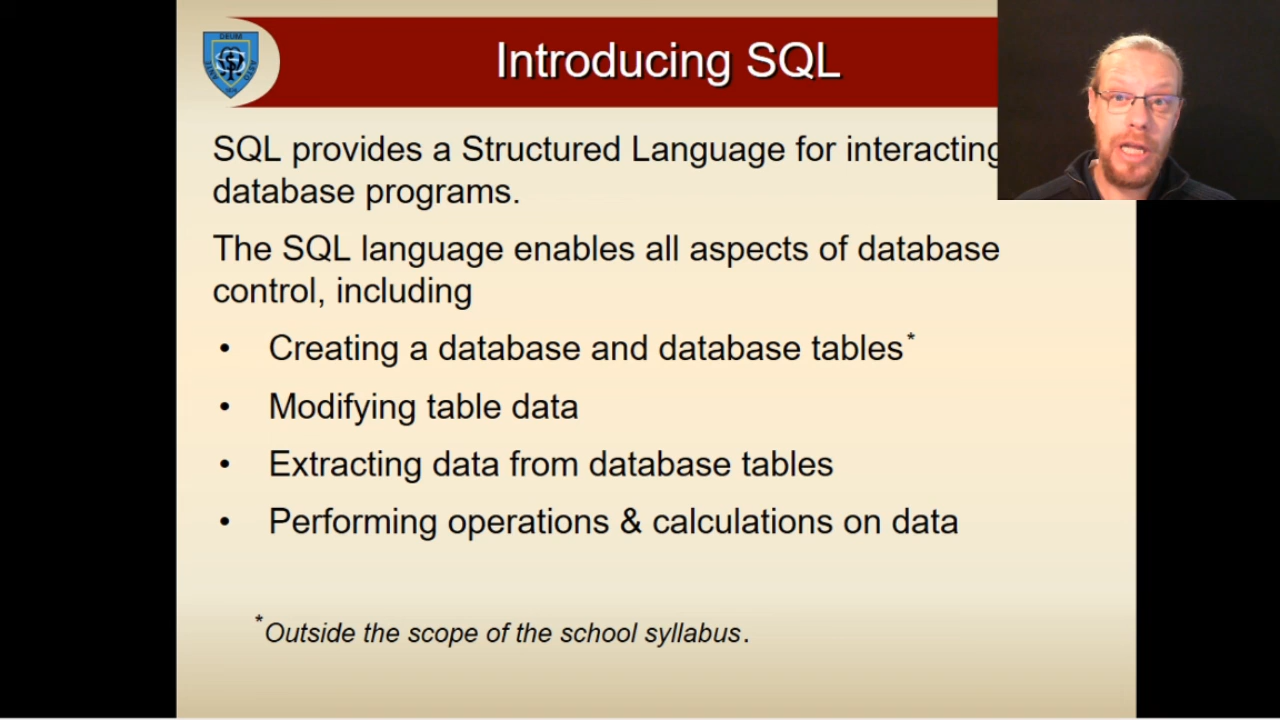 Introducing SQL
SQL provides a Structured Language for interacting
database programs.
The SQL language enables all aspects of database
control, including
• Creating a database and database tables*
• Modifying table data
• Extracting data from database tables
• Performing operations & calculations on data
*Outside the scope of the school syllabus.